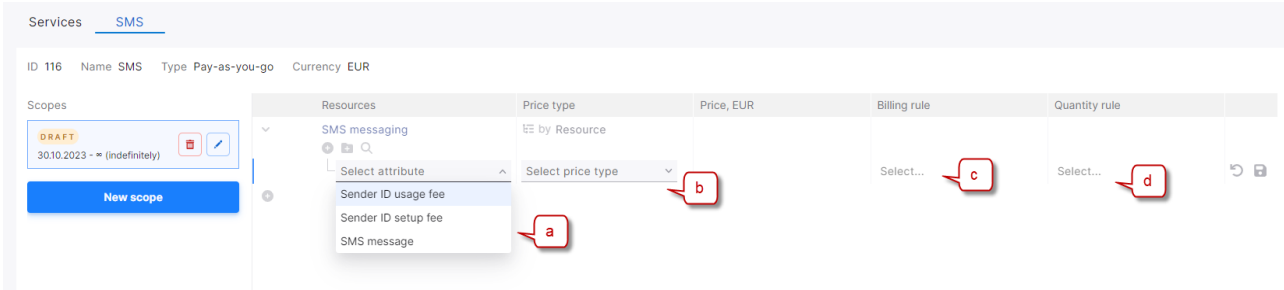 Services SMS
ID 116 Name SMS Type Pay-as-you-go Currency EUR
Scopes Resources Price type Price, EUR Billing rule Quantity rule
DRAFT
30.10.2023 - ∞ (indefinitely)
New scope
SMS messaging by Resource
Select attribute Select price type Select... Select...
Sender ID usage fee
Sender ID setup fee
SMS message
a
b
c
d